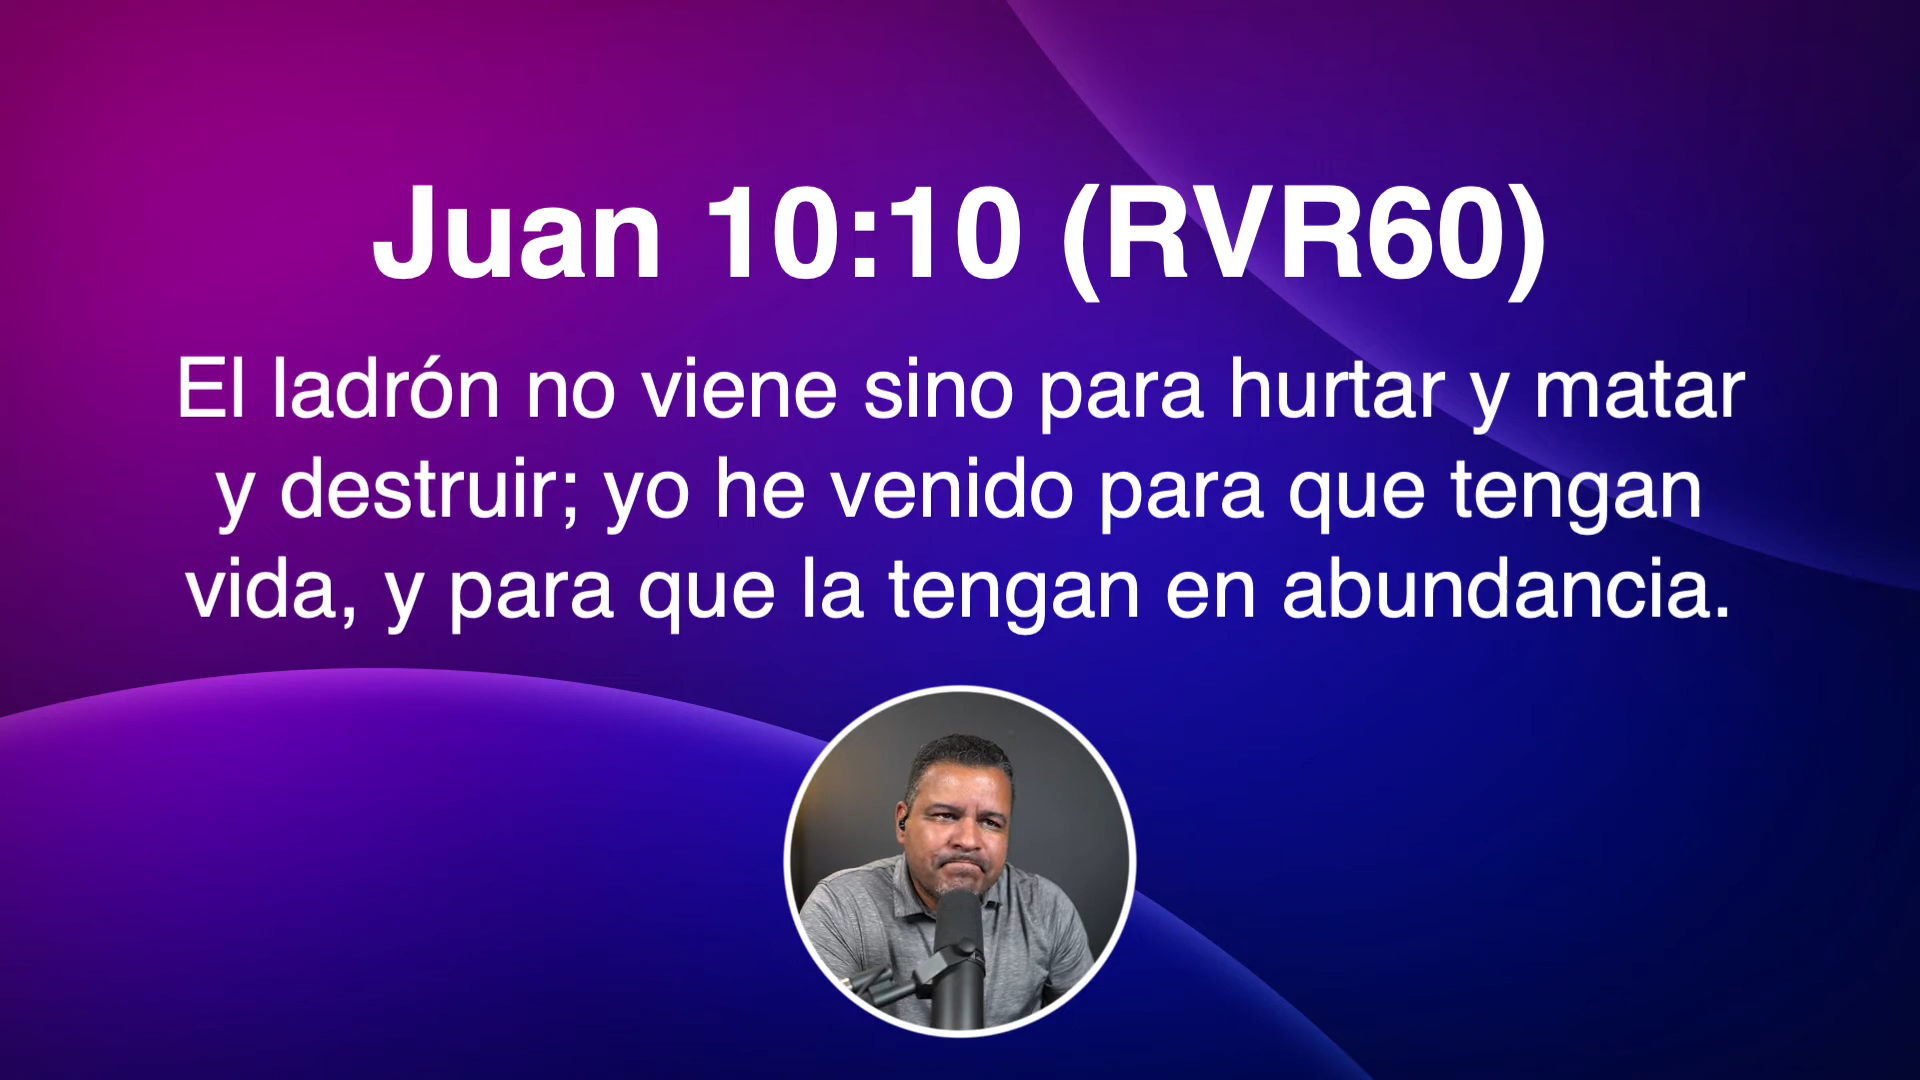 Juan 10:10 (RVR60)
El ladrón no viene sino para hurtar y matar
y destruir; yo he venido para que tengan
vida, y para que la tengan en abundancia.